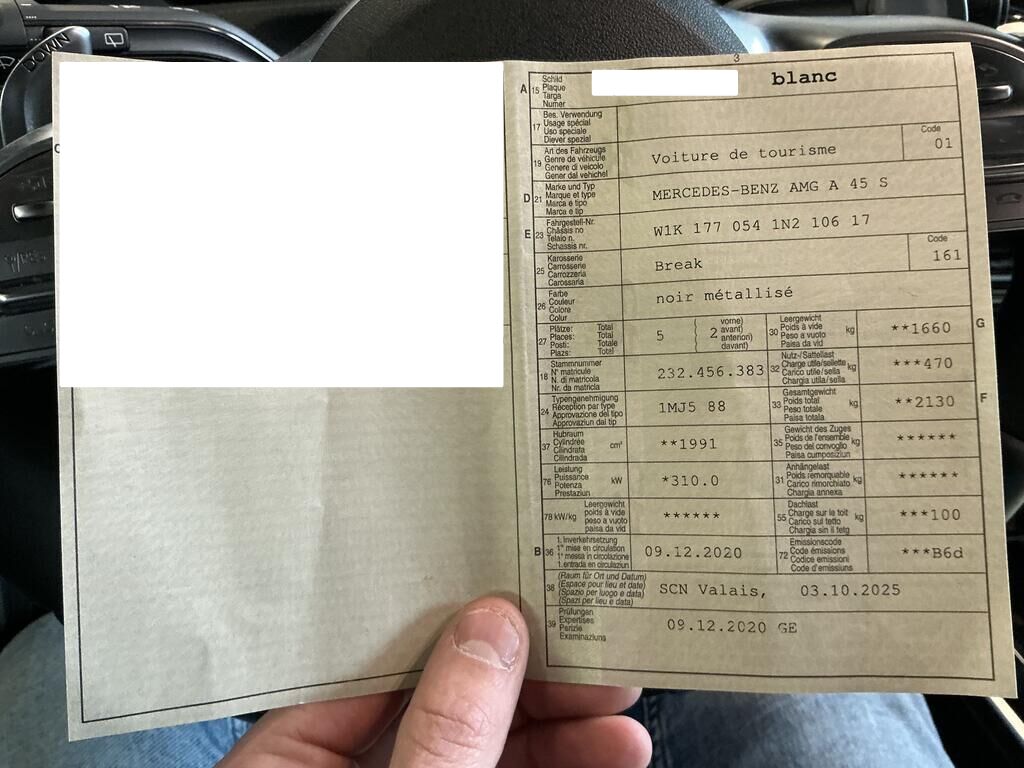 DOWN
3
A 15 Schild
Plaque
Targa
Numer
blanc
17 Bes. Verwendung
Usage spécial
Uso speciale
Diever spezial
19 Art des Fahrzeugs
Genre de véhicule
Genere di veicolo
Gener dal vehichel
Voiture de tourisme
Code
01
D 21 Marke und Typ
Marque et type
Marca e tipo
Marca e tip
MERCEDES-BENZ AMG A 45 S
E 23 Fahrgestell-Nr.
Châssis no
Telaio n.
Schassis nr.
W1K 177 054 1N2 106 17
25 Karosserie
Carrosserie
Carrozzeria
Carossaria
Break
Code
161
26 Farbe
Couleur
Colore
Colur
noir métallisé
27 Plätze: Total
Places: Total
Posti: Totale
Plazs: Total
5
2
vorne)
avant)
anteriori)
davant)
30 Leergewicht
Poids à vide
Peso a vuoto
Paisa da vid
kg
**1660
G
18 Stammnummer
N° matricule
N. di matricola
Nr. da matricla
232.456.383
32 Nutz-/Sattellast
Charge utile/sellette
Carico utile/sella
Chargia utila/sella
kg
***470
24 Typengenehmigung
Réception par type
Approvazione del tipo
Approvaziun dal tip
1MJ5 88
33 Gesamtgewicht
Poids total
Peso totale
Paisa totala
kg
**2130
F
37 Hubraum
Cylindrée
Cilindrata
Cilindrada
cm³
**1991
35 Gewicht des Zuges
Poids de l'ensemble
Peso del convoglio
Paisa cumposiziun
kg
******
76 Leistung
Puissance
Potenza
Prestaziun
kW
*310.0
31 Anhängelast
Poids remorquable
Carico rimorchiato
Chargia annexa
kg
******
78 kW/kg
Leergewicht
poids à vide
peso a vuoto
paisa da vid
******
55 Dachlast
Charge sur le toit
Carico sul tetto
Chargia sin il tetg
kg
***100
B 36 1. Inverkehrsetzung
1re mise en circulation
1a messa in circolazione
1. entrada en circulaziun
09.12.2020
72 Emissionscode
Code émissions
Codice emissioni
Code d'emissiuns
***B6d
38 (Raum für Ort und Datum)
(Espace pour lieu et date)
(Spazio per luogo e data)
(Spazi per lieu e data)
SCN Valais, 03.10.2025
39 Prüfungen
Expertises
Perizie
Examinaziuns
09.12.2020 GE